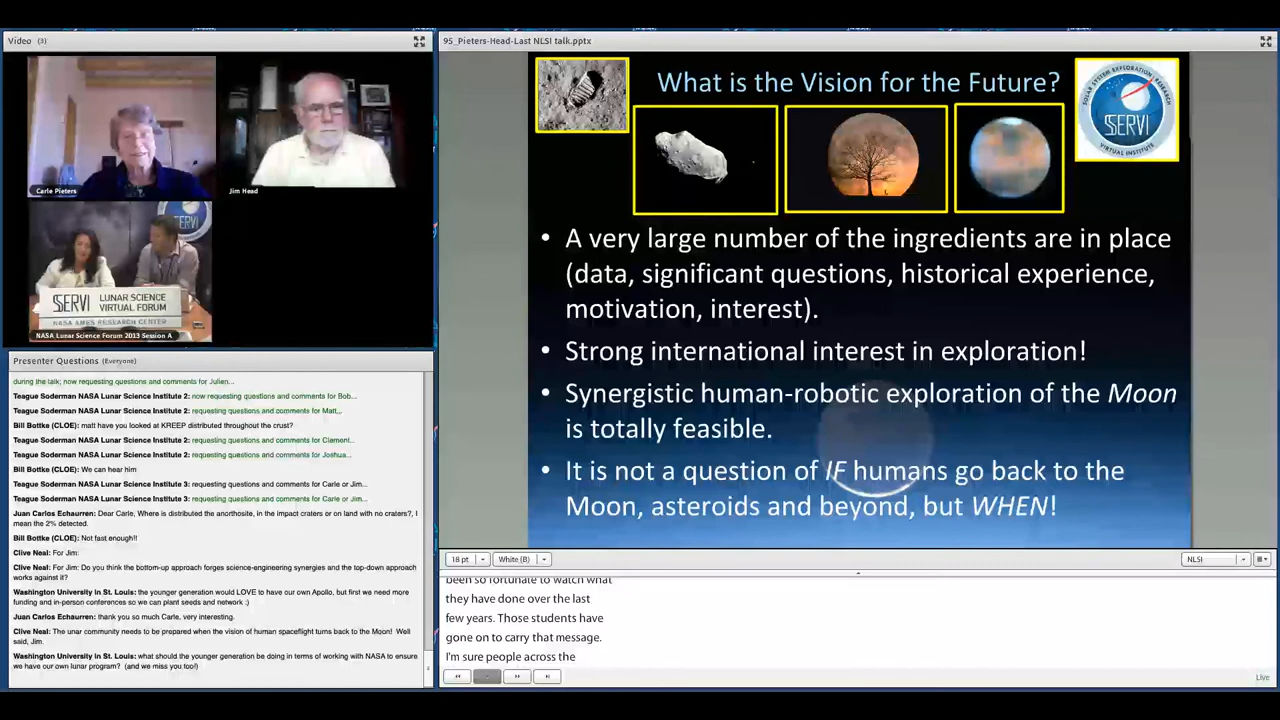 Video (3)
Carle Pieters
Jim Head
SSERVI
LUNAR SCIENCE
VIRTUAL FORUM
NASA AMES RESEARCH CENTER
NASA Lunar Science Forum 2013 Session A
Presenter Questions (Everyone)
during the talk; now requesting questions and comments for Julien...
Teague Soderman NASA Lunar Science Institute 2: now requesting questions and comments for Bob...
Teague Soderman NASA Lunar Science Institute 2: requesting questions and comments for Matt,..
Bill Bottke (CLOE): matt have you looked at KREEP distributed throughout the crust?
Teague Soderman NASA Lunar Science Institute 2: requesting questions and comments for Clement...
Teague Soderman NASA Lunar Science Institute 2: requesting questions and comments for Joshua...
Bill Bottke (CLOE): We can hear him
Teague Soderman NASA Lunar Science Institute 3: requesting questions and comments for Carle or Jim...
Teague Soderman NASA Lunar Science Institute 3: requesting questions and comments for Carle or Jim...
Juan Carlos Echaurren: Dear Carle, Where is distributed the anorthosite, in the impact craters or on land with no craters?, I
mean the 2% detected.
Bill Bottke (CLOE): Not fast enough!!
Clive Neal: For Jim:
Clive Neal: For Jim: Do you think the bottom-up approach forges science-engineering synergies and the top-down approach
works against it?
Washington University in St. Louis: the younger generation would LOVE to have our own Apollo, but first we need more
funding and in-person conferences so we can plant seeds and network :)
Juan Carlos Echaurren: thank you so much Carle, very interesting.
Clive Neal: The unar community needs to be prepared when the vision of human spaceflight turns back to the Moon! Well
said, Jim.
Washington University in St. Louis: what should the younger generation be doing in terms of working with NASA to ensure
we have our own lunar program? (and we miss you too!)
95_Pieters-Head-Last NLSI talk.pptx
What is the Vision for the Future?
SOLAR SYSTEM EXPLORATION RESEARCH
SSERVI
VIRTUAL INSTITUTE
• A very large number of the ingredients are in place
(data, significant questions, historical experience,
motivation, interest).
• Strong international interest in exploration!
• Synergistic human-robotic exploration of the Moon
is totally feasible.
• It is not a question of IF humans go back to the
Moon, asteroids and beyond, but WHEN!
18 pt
White (B)
NLSI
been so fortunate to watch what
they have done over the last
few years. Those students have
gone on to carry that message.
I'm sure people across the
Live